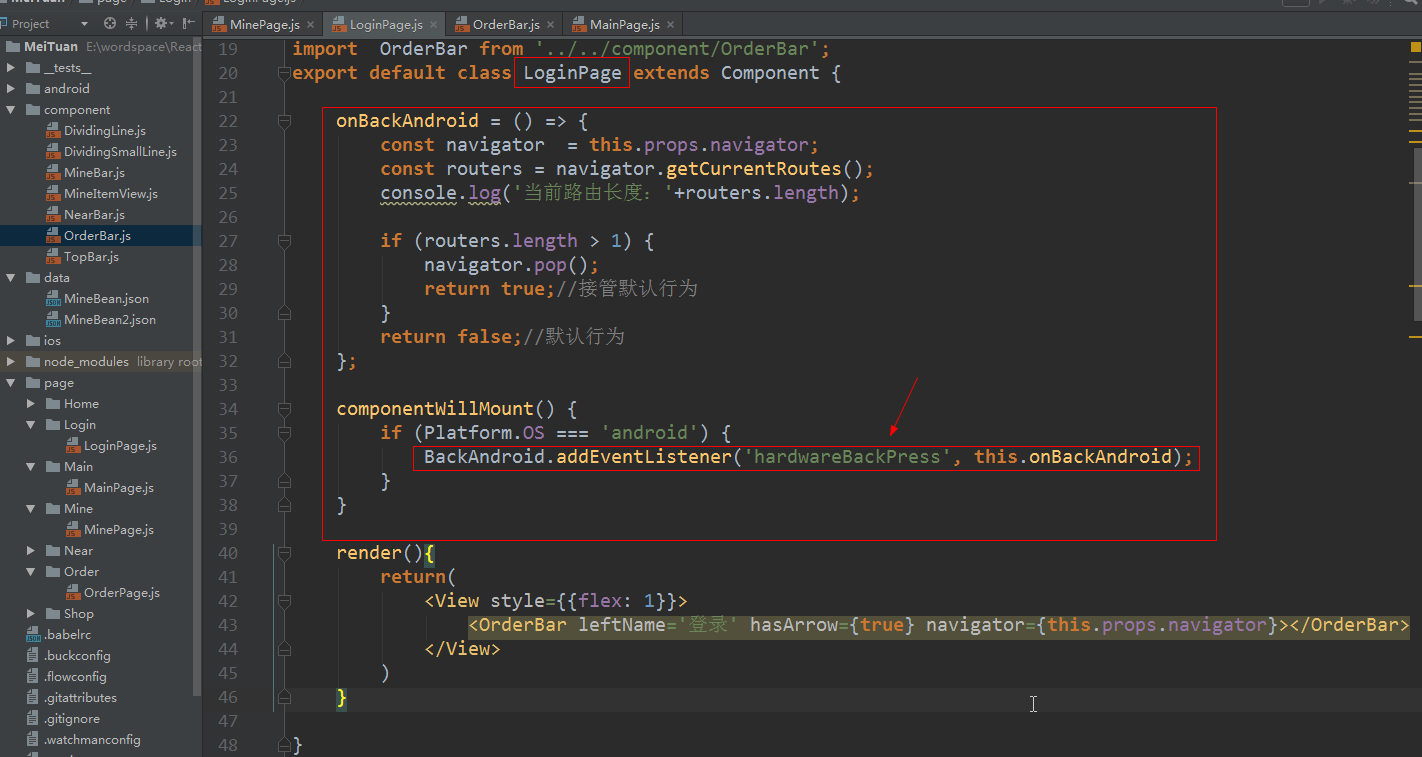 Project
MinePage.js
LoginPage.js
OrderBar.js
MainPage.js
MeiTuan E:\wordspace\React
__tests__
android
component
DividingLine.js
DividingSmallLine.js
MineBar.js
MineItemView.js
NearBar.js
OrderBar.js
TopBar.js
data
MineBean.json
MineBean2.json
ios
node_modules library root
page
Home
Login
LoginPage.js
Main
MainPage.js
Mine
MinePage.js
Near
Order
OrderPage.js
Shop
.babelrc
.buckconfig
.flowconfig
.gitattributes
.gitignore
.watchmanconfig
19 import  OrderBar from '../../component/OrderBar';
20 export default class LoginPage extends Component {
21
22 onBackAndroid = () => {
23 const navigator  = this.props.navigator;
24 const routers = navigator.getCurrentRoutes();
25 console.log('当前路由长度：'+routers.length);
26
27 if (routers.length > 1) {
28 navigator.pop();
29 return true;//接管默认行为
30 }
31 return false;//默认行为
32 };
33
34 componentWillMount() {
35 if (Platform.OS === 'android') {
36 BackAndroid.addEventListener('hardwareBackPress', this.onBackAndroid);
37 }
38 }
39
40 render(){
41 return(
42 <View style={{flex: 1}}>
43 <OrderBar leftName='登录' hasArrow={true} navigator={this.props.navigator}></OrderBar>
44 </View>
45 )
46 }
47
48 }